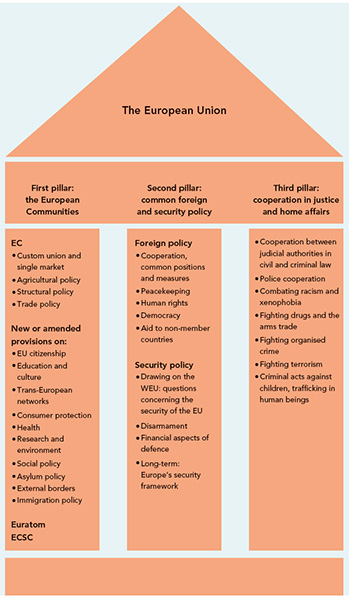 The European Union
First pillar:
the European
Communities
Second pillar:
common foreign
and security policy
Third pillar:
cooperation in justice
and home affairs
EC
• Custom union and
single market
• Agricultural policy
• Structural policy
• Trade policy
New or amended
provisions on:
• EU citizenship
• Education and
culture
• Trans-European
networks
• Consumer protection
• Health
• Research and
environment
• Social policy
• Asylum policy
• External borders
• Immigration policy
Euratom
ECSC
Foreign policy
• Cooperation,
common positions
and measures
• Peacekeeping
• Human rights
• Democracy
• Aid to non-member
countries
Security policy
• Drawing on the
WEU: questions
concerning the
security of the EU
• Disarmament
• Financial aspects of
defence
• Long-term:
Europe's security
framework
• Cooperation between
judicial authorities in
civil and criminal law
• Police cooperation
• Combating racism and
xenophobia
• Fighting drugs and the
arms trade
• Fighting organised
crime
• Fighting terrorism
• Criminal acts against
children, trafficking in
human beings